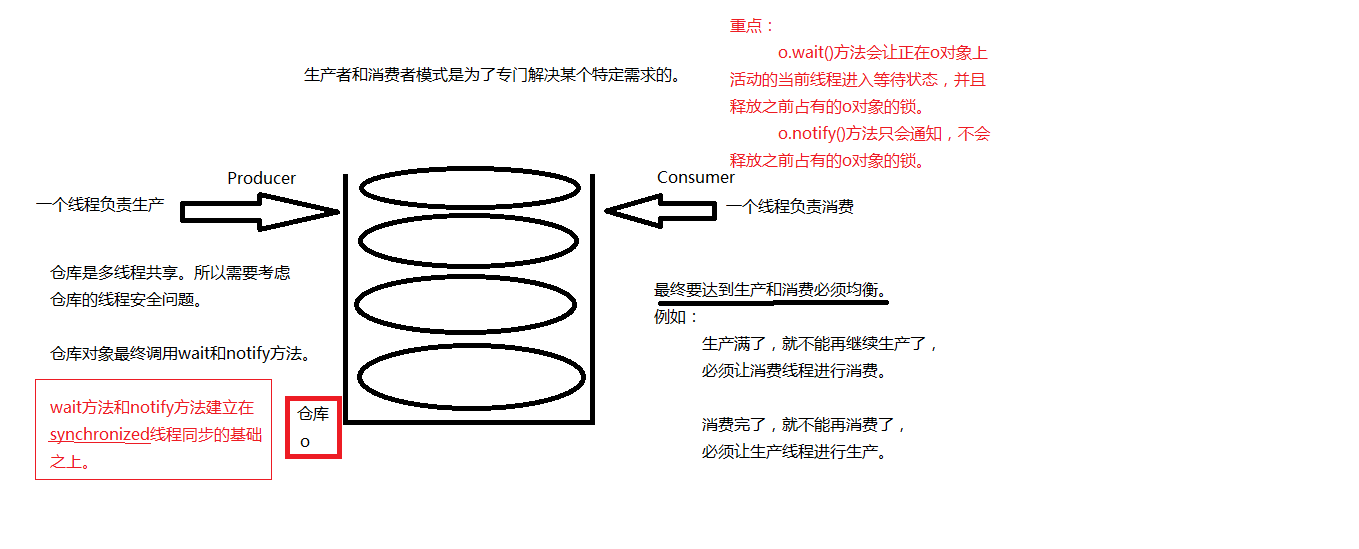 重点：
o.wait()方法会让正在o对象上
活动的当前线程进入等待状态，并且
释放之前占有的o对象的锁。
o.notify()方法只会通知，不会
释放之前占有的o对象的锁。
生产者和消费者模式是为了专门解决某个特定需求的。
Producer
一个线程负责生产
Consumer
一个线程负责消费
仓库是多线程共享。所以需要考虑
仓库的线程安全问题。
仓库对象最终调用wait和notify方法。
wait方法和notify方法建立在
synchronized线程同步的基础
之上。
仓库
o
最终要达到生产和消费必须均衡。
例如：
生产满了，就不能再继续生产了，
必须让消费线程进行消费。
消费完了，就不能再消费了，
必须让生产线程进行生产。